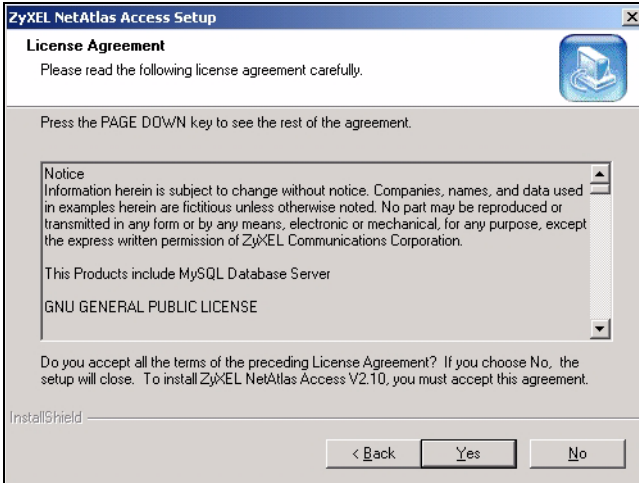 ZyXEL NetAtlas Access Setup
License Agreement
Please read the following license agreement carefully.
Press the PAGE DOWN key to see the rest of the agreement.
Notice
Information herein is subject to change without notice. Companies, names, and data used
in examples herein are fictitious unless otherwise noted. No part may be reproduced or
transmitted in any form or by any means, electronic or mechanical, for any purpose, except
the express written permission of ZyXEL Communications Corporation.
This Products include MySQL Database Server
GNU GENERAL PUBLIC LICENSE
Do you accept all the terms of the preceding License Agreement? If you choose No, the
setup will close. To install ZyXEL NetAtlas Access V2.10, you must accept this agreement.
InstallShield
< Back Yes No